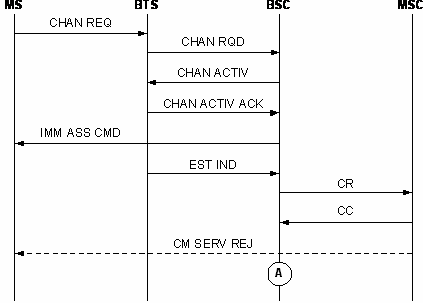 MS BTS BSC MSC
CHAN REQ
CHAN RQD
CHAN ACTIV
CHAN ACTIV ACK
IMM ASS CMD
EST IND
CR
CC
CM SERV REJ
A